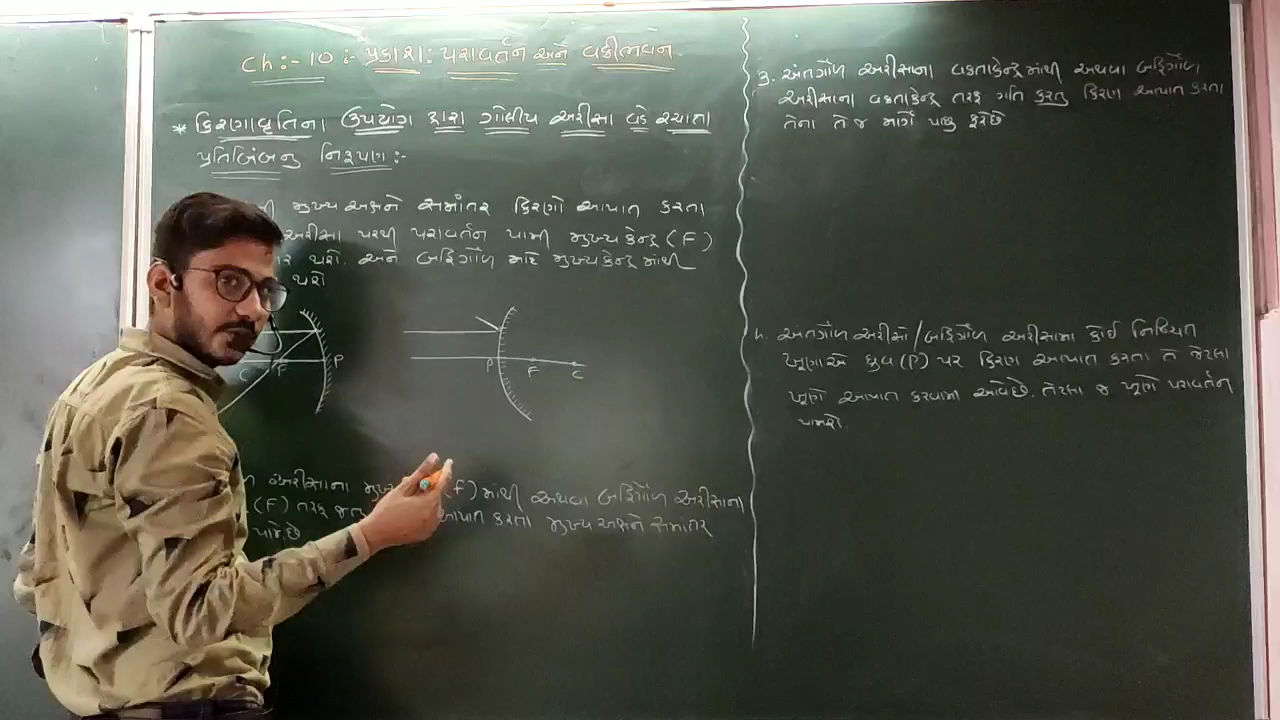 Ch:- 10 :- પ્રકાશ: પરાવર્તન અને વક્રીભવન
* કિરણાકૃતિના ઉપયોગ દ્વારા ગોલીય અરીસા વડે રચાતા
પ્રતિબિંબનુ નિરૂપણ :-
મુખ્ય અક્ષને સમાંતર કિરણો આપાત કરતા
અરીસા પરથી પરાવર્તન પામી મુખ્ય કેન્દ્ર (F)
થશે. અને બહિર્ગોળ માટે મુખ્ય કેન્દ્ર માંથી
થશે
C F P
P F C
અરીસાના (F) માંથી અથવા બહિર્ગોળ અરીસાના
(F) તરફ આપાત કરતા મુખ્ય અક્ષને સમાંતર
પામે છે
3. અંતર્ગોળ અરીસાના વક્રતાકેન્દ્ર માંથી અથવા બહિર્ગોળ
અરીસાના વક્રતાકેન્દ્ર તરફ ગતિ કરતુ કિરણ આપાત કરતા
તેના તે જ માર્ગે પાછુ ફરે છે
અંતર્ગોળ અરીસો / બહિર્ગોળ અરીસામા કોઈ નિશ્ચિત
ખૂણાએ ધ્રુવ (P) પર કિરણ આપાત કરતા તે જેટલા
ખૂણે આપાત કરવામા આવે છે. તેટલા જ ખૂણે પરાવર્તન
પામશે.